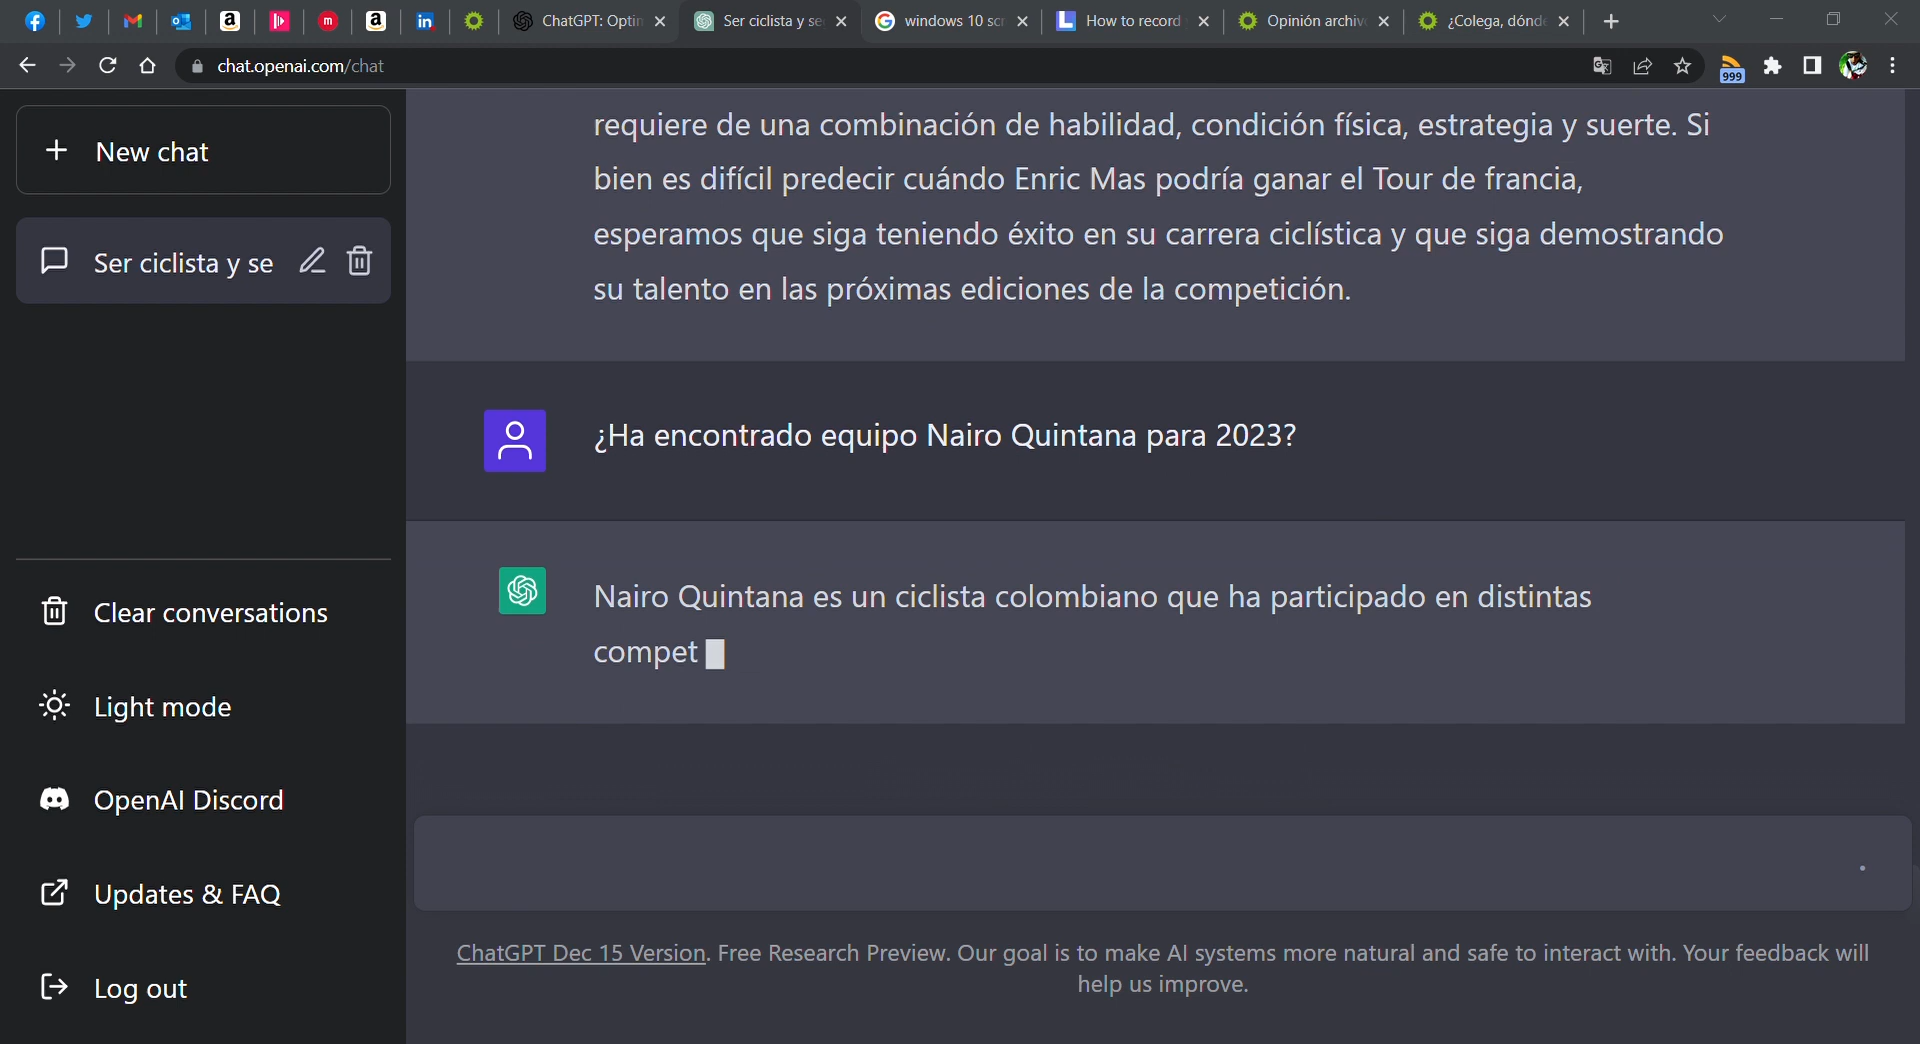 ChatGPT: Optin
Ser ciclista y se
windows 10 scr
How to record
Opinión archiv
¿Colega, dónde
chat.openai.com/chat
999
New chat
Ser ciclista y se
Clear conversations
Light mode
OpenAI Discord
Updates & FAQ
Log out
requiere de una combinación de habilidad, condición física, estrategia y suerte. Si
bien es difícil predecir cuándo Enric Mas podría ganar el Tour de francia,
esperamos que siga teniendo éxito en su carrera ciclística y que siga demostrando
su talento en las próximas ediciones de la competición.
¿Ha encontrado equipo Nairo Quintana para 2023?
Nairo Quintana es un ciclista colombiano que ha participado en distintas
compet
ChatGPT Dec 15 Version. Free Research Preview. Our goal is to make AI systems more natural and safe to interact with. Your feedback will
help us improve.